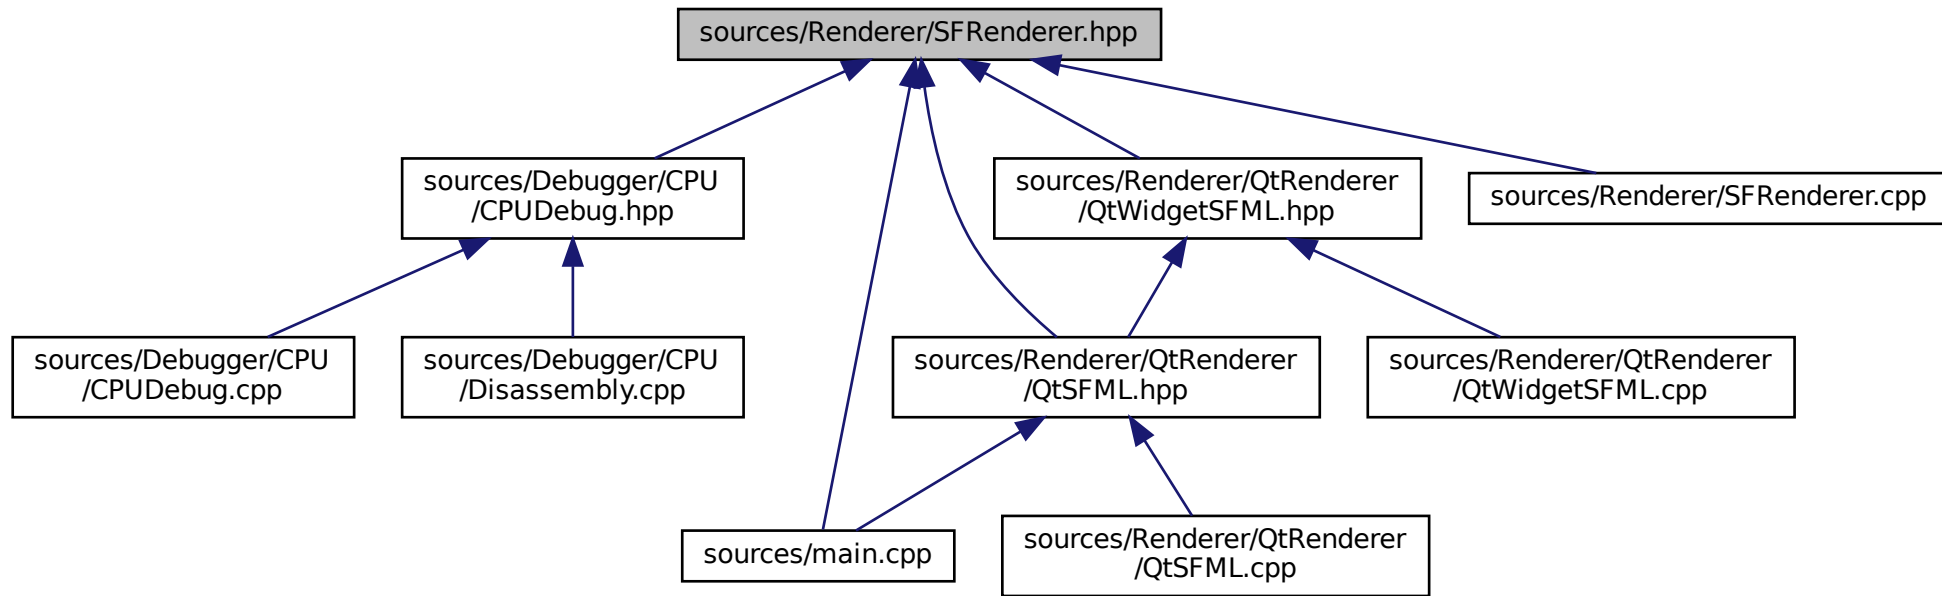 sources/Renderer/SFRenderer.hpp
sources/Debugger/CPU
/CPUDebug.hpp
sources/Renderer/QtRenderer
/QtWidgetSFML.hpp
sources/Renderer/SFRenderer.cpp
sources/Debugger/CPU
/CPUDebug.cpp
sources/Debugger/CPU
/Disassembly.cpp
sources/Renderer/QtRenderer
/QtSFML.hpp
sources/Renderer/QtRenderer
/QtWidgetSFML.cpp
sources/main.cpp
sources/Renderer/QtRenderer
/QtSFML.cpp